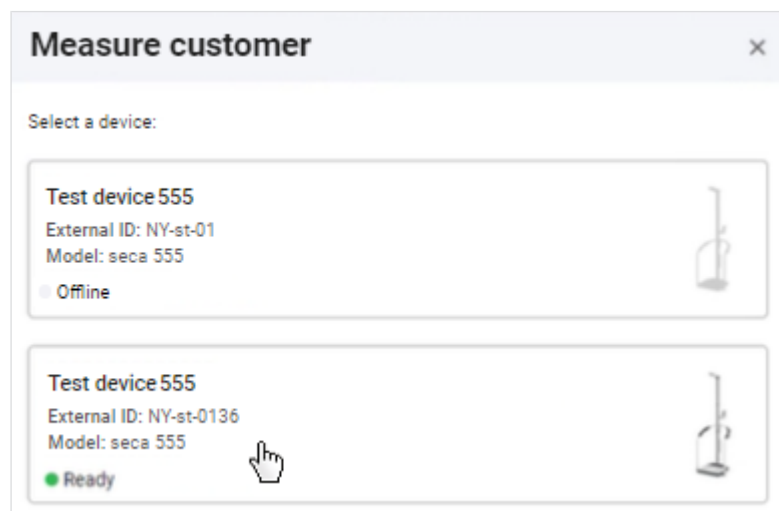 Measure customer
Select a device:
Test device 555
External ID: NY-st-01
Model: seca 555
Offline
Test device 555
External ID: NY-st-0136
Model: seca 555
Ready